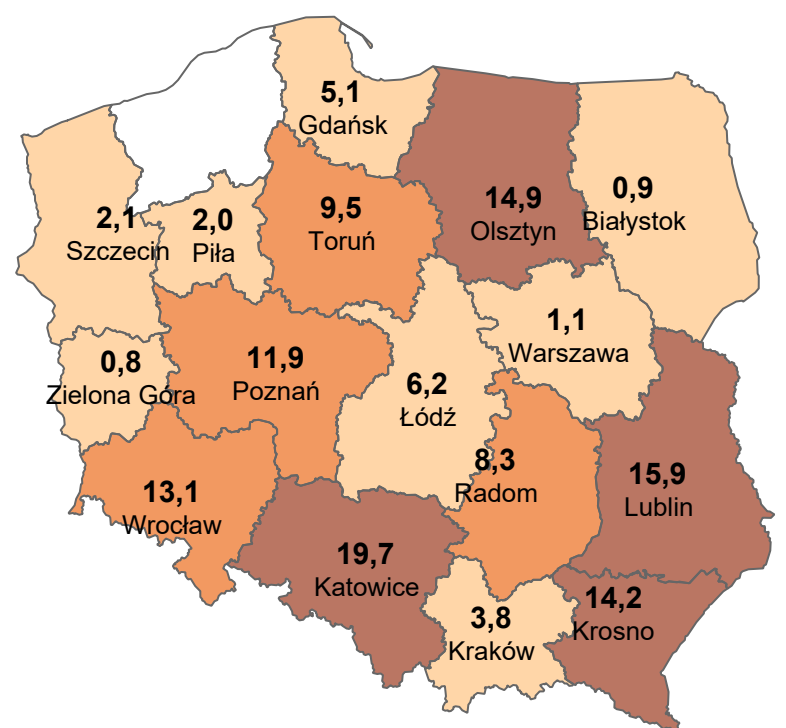 5,1
Gdańsk
2,1
Szczecin
2,0
Piła
9,5
Toruń
14,9
Olsztyn
0,9
Białystok
0,8
Zielona Góra
11,9
Poznań
6,2
Łódź
1,1
Warszawa
13,1
Wrocław
8,3
Radom
15,9
Lublin
19,7
Katowice
3,8
Kraków
14,2
Krosno